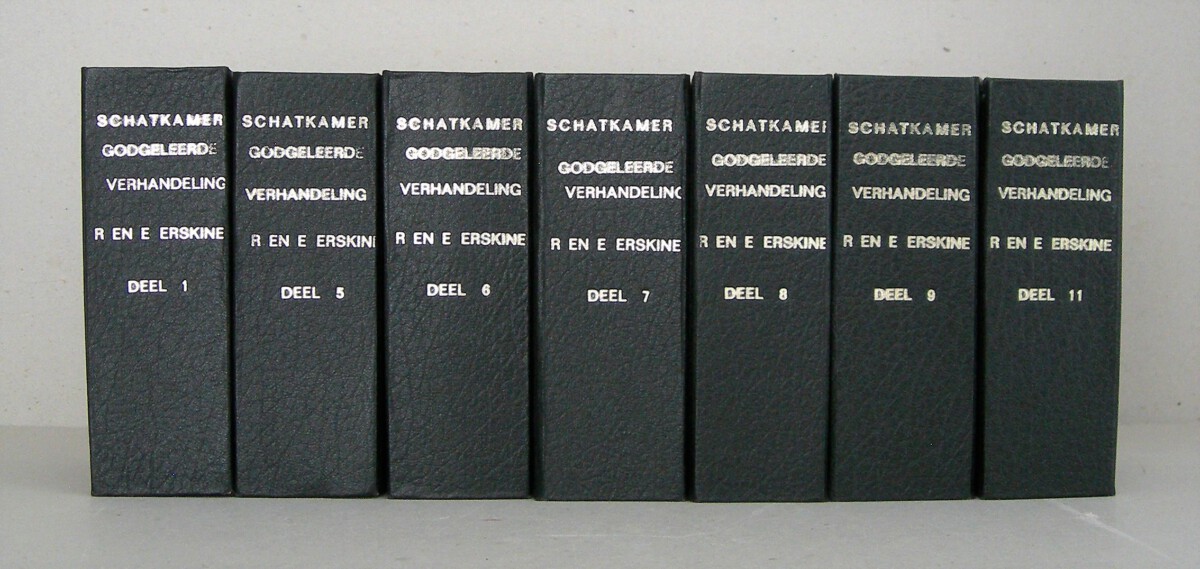 SCHATKAMER
GODGELEERDE
VERHANDELING
R EN E ERSKINE
DEEL 1
SCHATKAMER
GODGELEERDE
VERHANDELING
R EN E ERSKINE
DEEL 5
SCHATKAMER
GODGELEERDE
VERHANDELING
R EN E ERSKINE
DEEL 6
SCHATKAMER
GODGELEERDE
VERHANDELING
R EN E ERSKINE
DEEL 7
SCHATKAMER
GODGELEERDE
VERHANDELING
R EN E ERSKINE
DEEL 8
SCHATKAMER
GODGELEERDE
VERHANDELING
R EN E ERSKINE
DEEL 9
SCHATKAMER
GODGELEERDE
VERHANDELING
R EN E ERSKINE
DEEL 11